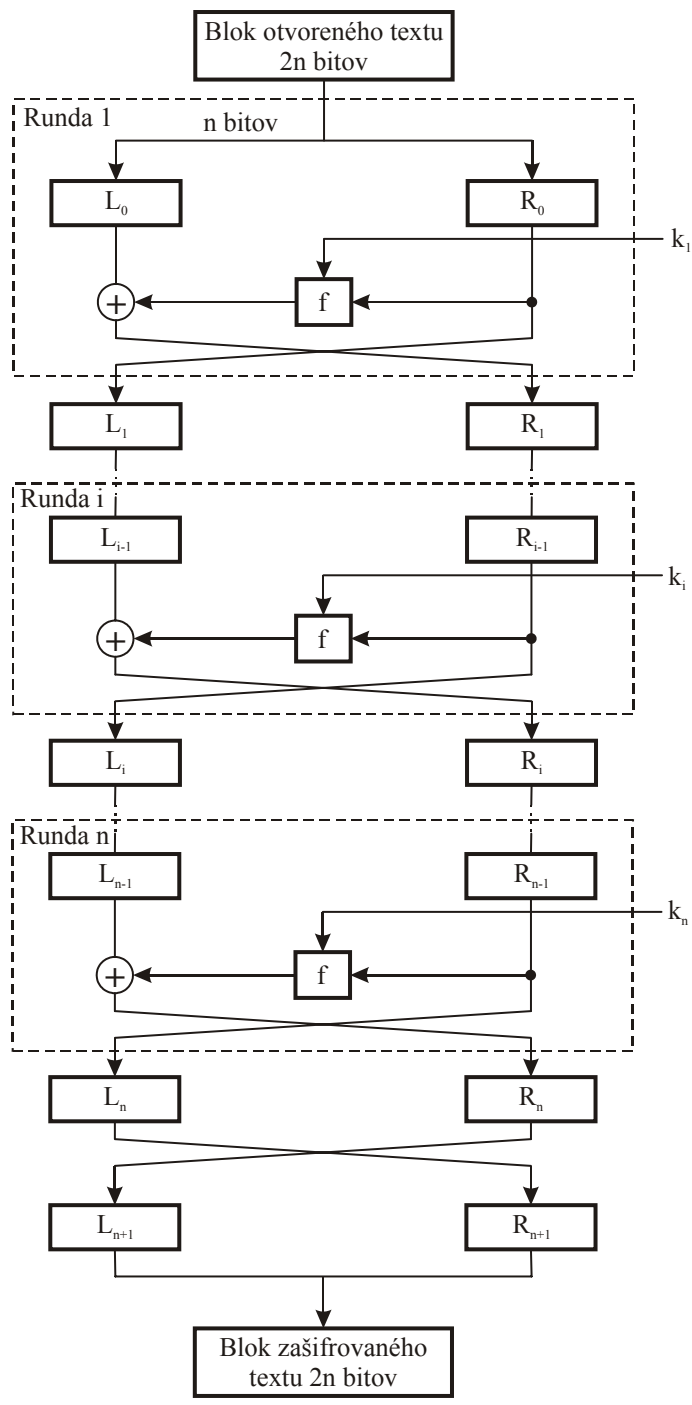 Blok otvoreného textu
2n bitov
Runda 1
n bitov
L₀
R₀
k₁
f
+
L₁
R₁
Runda i
Lᵢ₋₁
Rᵢ₋₁
kᵢ
f
+
Lᵢ
Rᵢ
Runda n
Lₙ₋₁
Rₙ₋₁
kₙ
f
+
Lₙ
Rₙ
Lₙ₊₁
Rₙ₊₁
Blok zašifrovaného
textu 2n bitov